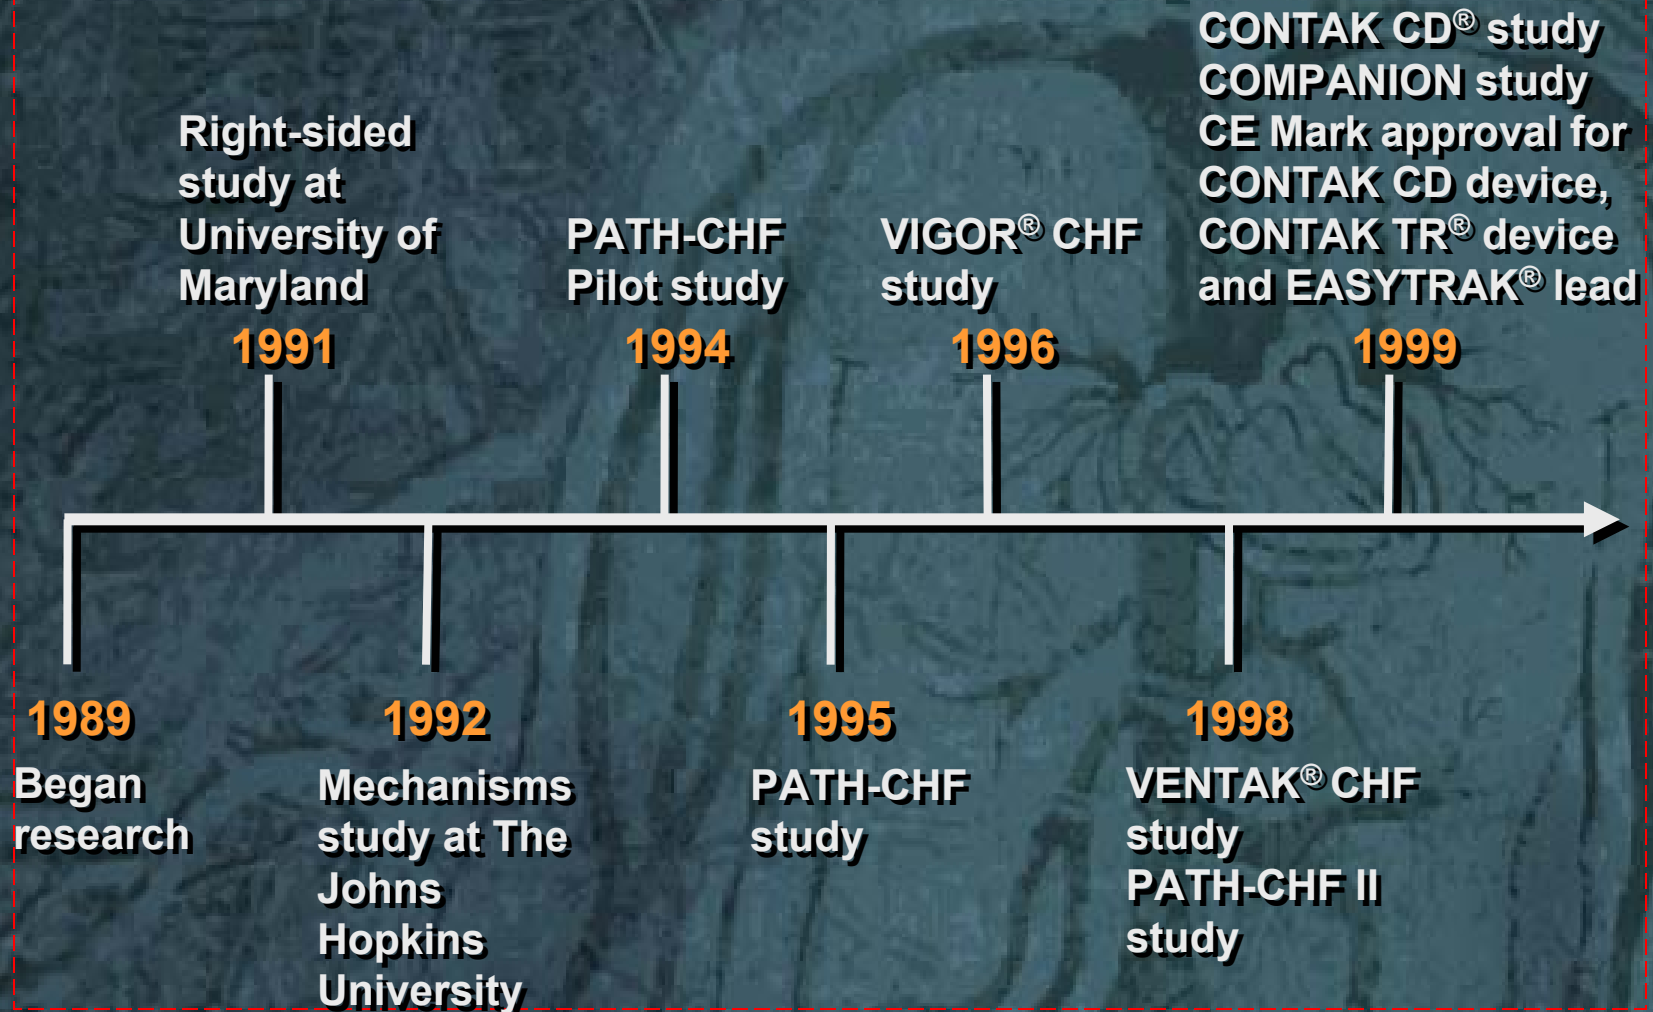 Right-sided
study at
University of
Maryland
1991
PATH-CHF
Pilot study
1994
VIGOR® CHF
study
1996
CONTAK CD® study
COMPANION study
CE Mark approval for
CONTAK CD device,
CONTAK TR® device
and EASYTRAK® lead
1999
1989
Began
research
1992
Mechanisms
study at The
Johns
Hopkins
University
1995
PATH-CHF
study
1998
VENTAK® CHF
study
PATH-CHF II
study